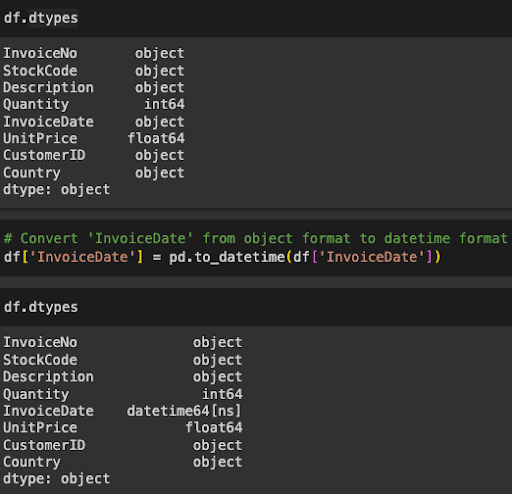 df.dtypes
InvoiceNo       object
StockCode       object
Description     object
Quantity         int64
InvoiceDate     object
UnitPrice      float64
CustomerID      object
Country         object
dtype: object
# Convert 'InvoiceDate' from object format to datetime format
df['InvoiceDate'] = pd.to_datetime(df['InvoiceDate'])
df.dtypes
InvoiceNo              object
StockCode              object
Description            object
Quantity                int64
InvoiceDate    datetime64[ns]
UnitPrice             float64
CustomerID             object
Country                object
dtype: object